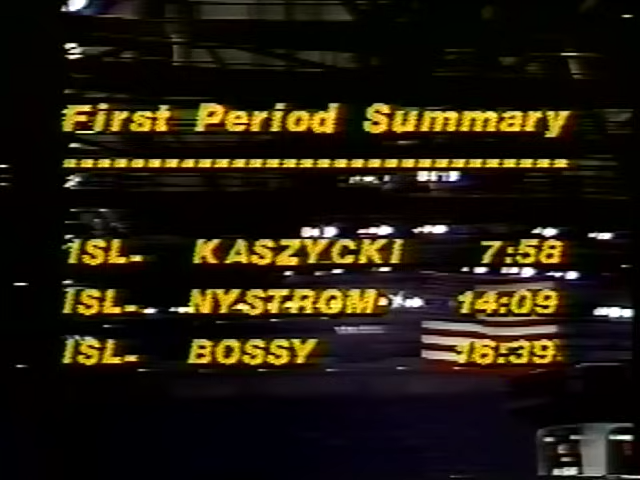 First Period Summary
ISL- KASZYCKI 7:58
ISL- NYSTROM 14:09
ISL- BOSSY 16:39